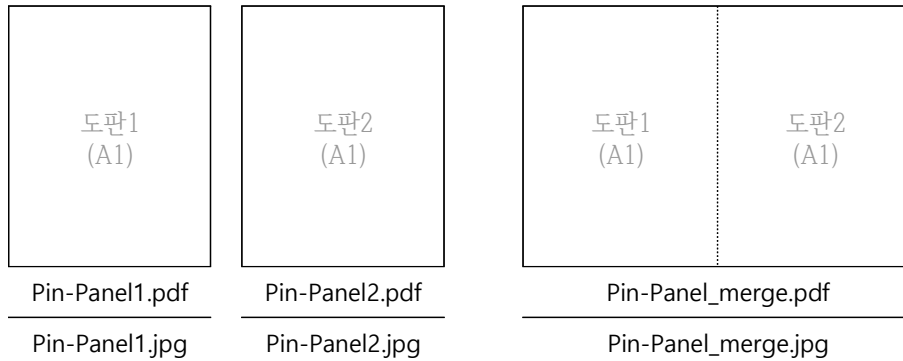 도판1
(A1)
도판2
(A1)
도판1
(A1)
도판2
(A1)
Pin-Panel1.pdf
Pin-Panel2.pdf
Pin-Panel_merge.pdf
Pin-Panel1.jpg
Pin-Panel2.jpg
Pin-Panel_merge.jpg